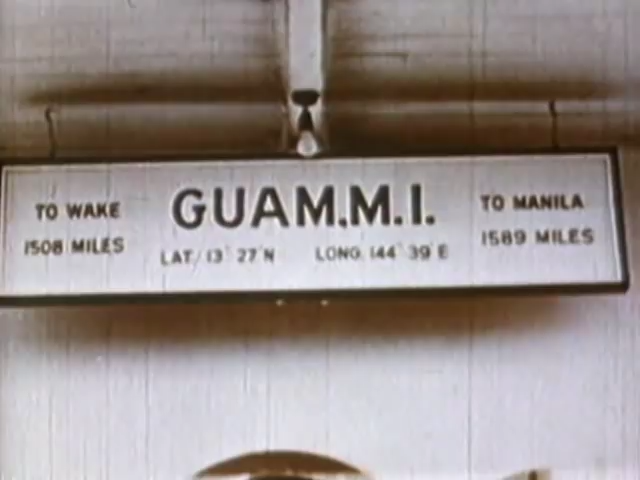 TO WAKE
1508 MILES
GUAM.M.I.
LAT. 13° 27' N LONG. 144° 39' E
TO MANILA
1589 MILES